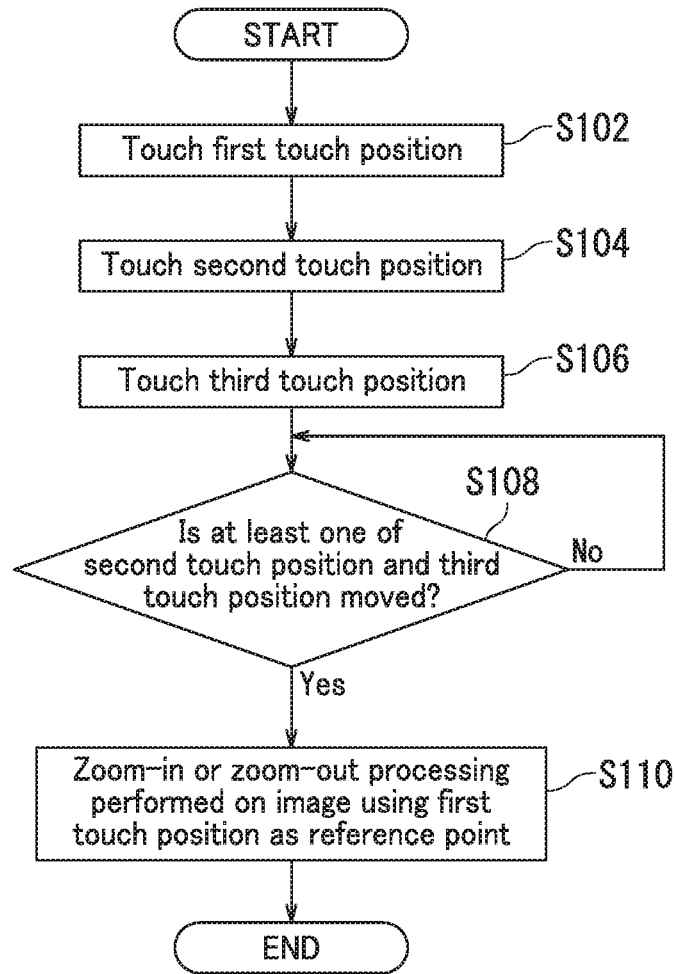 START
Touch first touch position
S102
Touch second touch position
S104
Touch third touch position
S106
S108
Is at least one of
second touch position and third
touch position moved?
No
Yes
Zoom-in or zoom-out processing
performed on image using first
touch position as reference point
S110
END